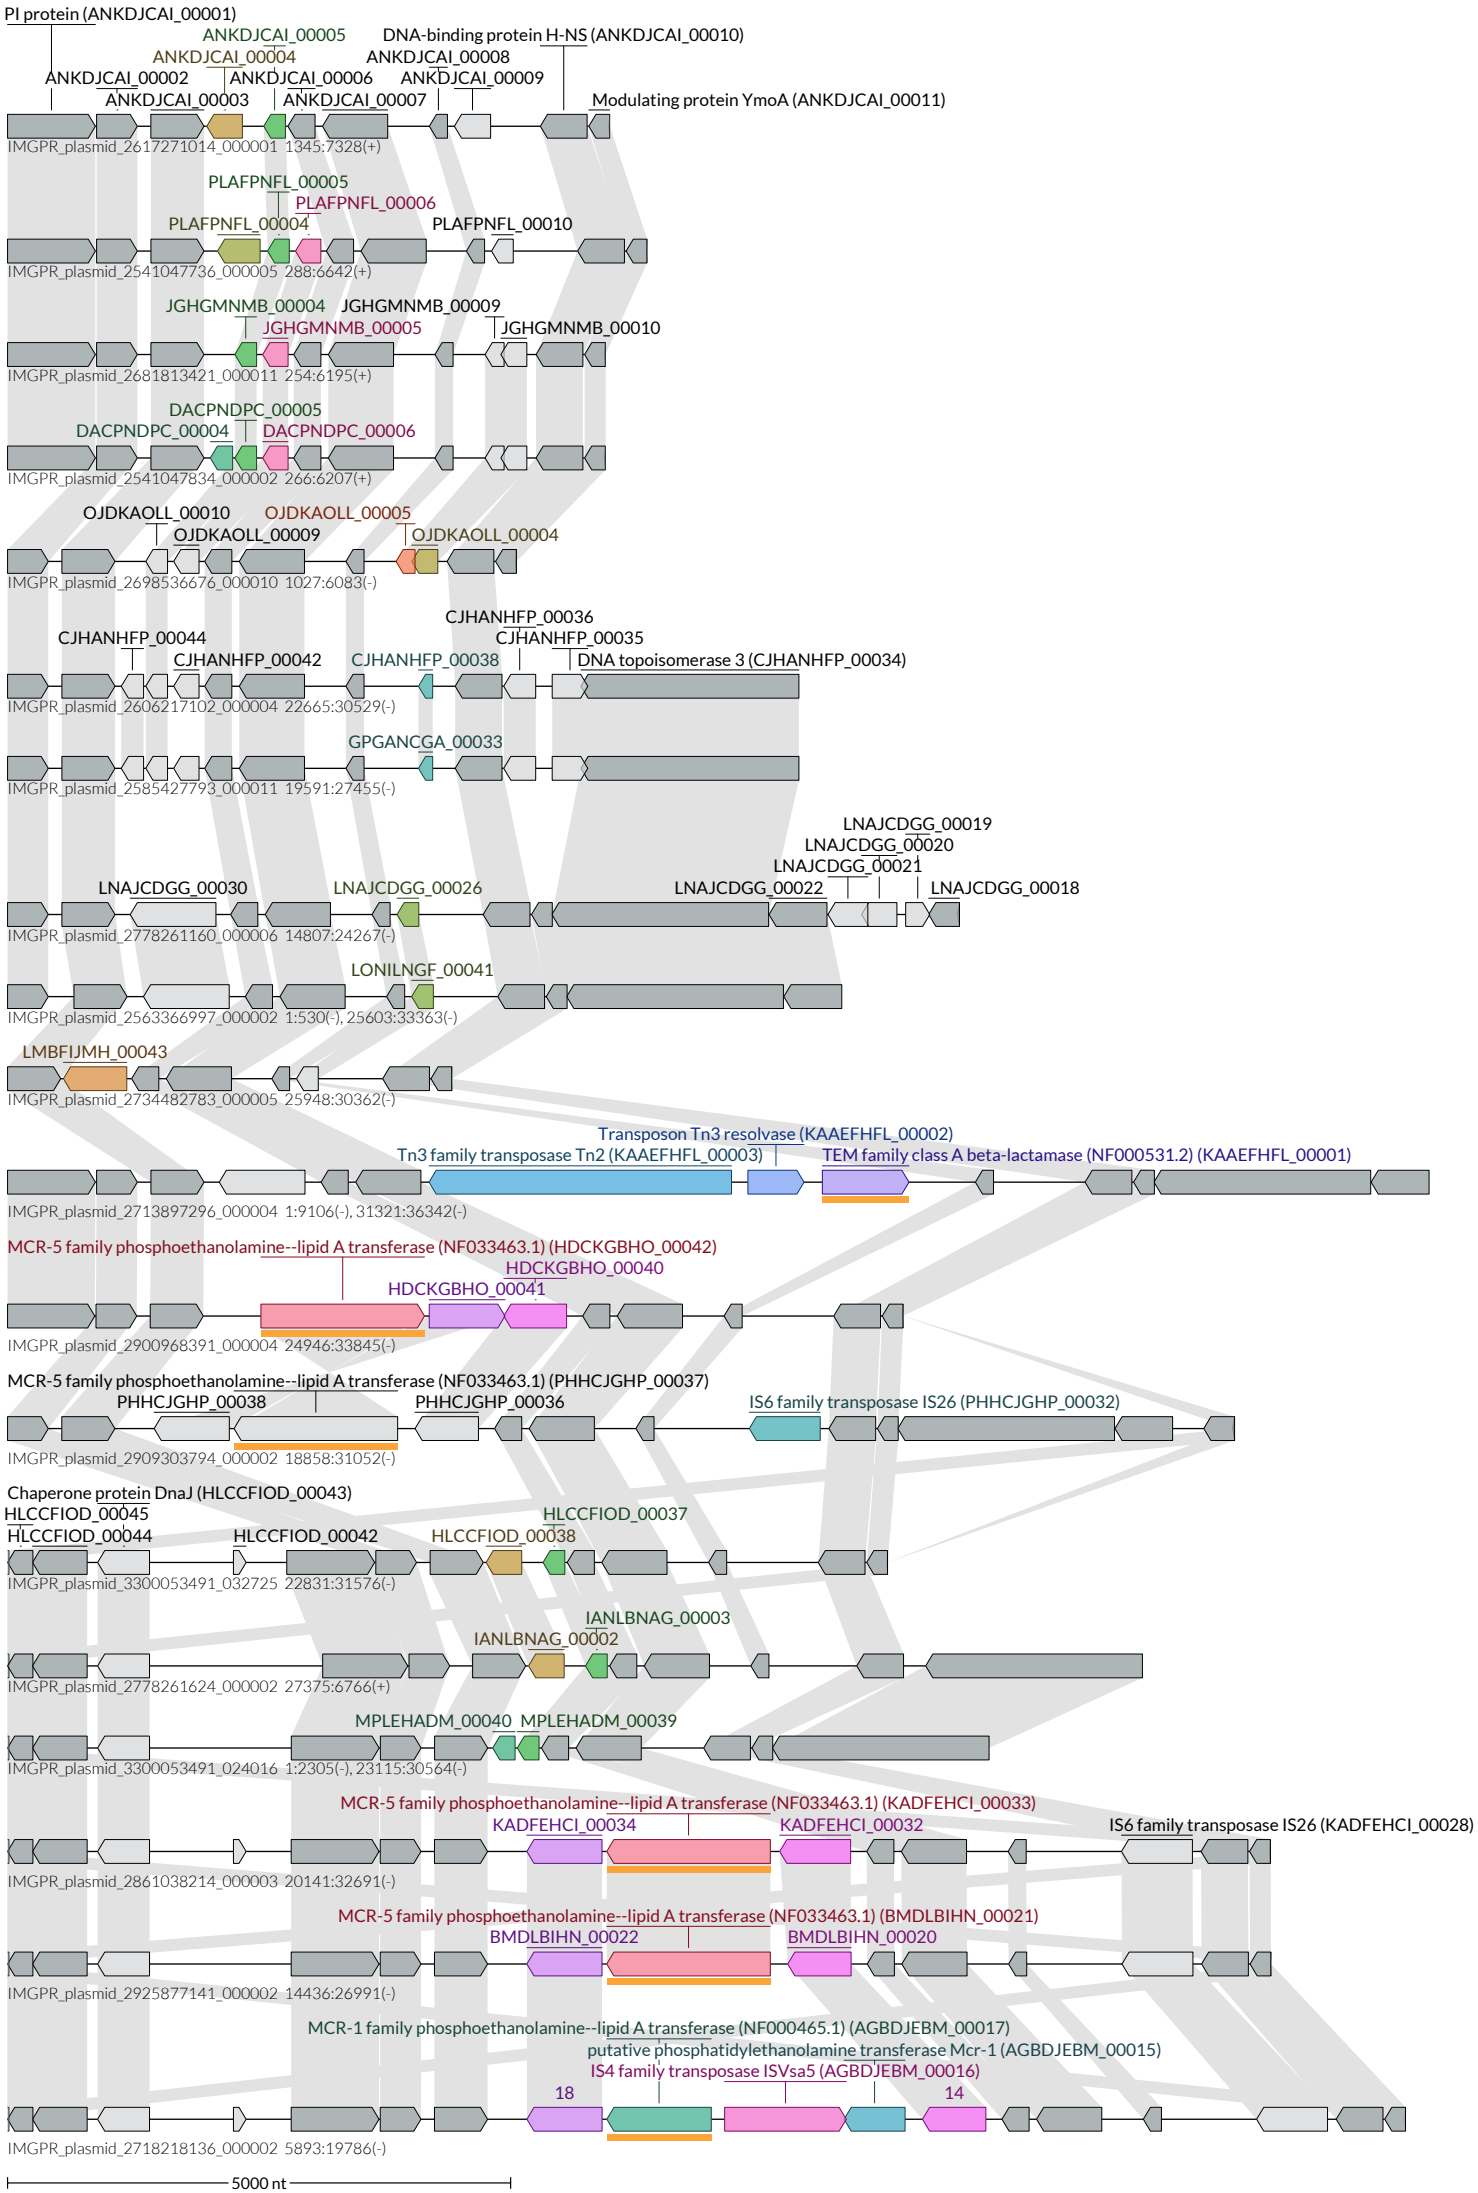 PI protein (ANKDJCAI_00001)
ANKDJCAI_00005
DNA-binding protein H-NS (ANKDJCAI_00010)
ANKDJCAI_00004
ANKDJCAI_00008
ANKDJCAI_00002
ANKDJCAI_00006
ANKDJCAI_00009
ANKDJCAI_00003
ANKDJCAI_00007
Modulating protein YmoA (ANKDJCAI_00011)
IMGPR_plasmid_2617271014_000001 1345:7328(+)
PLAFPNFL_00005
PLAFPNFL_00006
PLAFPNFL_00004
PLAFPNFL_00010
IMGPR_plasmid_2541047736_000005 288:6642(+)
JGHGMNMB_00004
JGHGMNMB_00009
JGHGMNMB_00005
JGHGMNMB_00010
IMGPR_plasmid_2681813421_000011 254:6195(+)
DACPNDPC_00005
DACPNDPC_00004
DACPNDPC_00006
IMGPR_plasmid_2541047834_000002 266:6207(+)
OJDKAOLL_00010
OJDKAOLL_00005
OJDKAOLL_00009
OJDKAOLL_00004
IMGPR_plasmid_2698536676_000010 1027:6083(-)
CJHANHFP_00036
CJHANHFP_00044
CJHANHFP_00035
CJHANHFP_00042
CJHANHFP_00038
DNA topoisomerase 3 (CJHANHFP_00034)
IMGPR_plasmid_2606217102_000004 22665:30529(-)
GPGANCGA_00033
IMGPR_plasmid_2585427793_000011 19591:27455(-)
LNAJCDGG_00019
LNAJCDGG_00020
LNAJCDGG_00021
LNAJCDGG_00030
LNAJCDGG_00026
LNAJCDGG_00022
LNAJCDGG_00018
IMGPR_plasmid_2778261160_000006 14807:24267(-)
LONILNGF_00041
IMGPR_plasmid_2563366997_000002 1:530(-), 25603:33363(-)
LMBFIJMH_00043
IMGPR_plasmid_2734482783_000005 25948:30362(-)
Transposon Tn3 resolvase (KAAEFHFL_00002)
Tn3 family transposase Tn2 (KAAEFHFL_00003)
TEM family class A beta-lactamase (NF000531.2) (KAAEFHFL_00001)
IMGPR_plasmid_2713897296_000004 1:9106(-), 31321:36342(-)
MCR-5 family phosphoethanolamine--lipid A transferase (NF033463.1) (HDCKGBHO_00042)
HDCKGBHO_00040
HDCKGBHO_00041
IMGPR_plasmid_2900968391_000004 24946:33845(-)
MCR-5 family phosphoethanolamine--lipid A transferase (NF033463.1) (PHHCJGHP_00037)
PHHCJGHP_00038
PHHCJGHP_00036
IS6 family transposase IS26 (PHHCJGHP_00032)
IMGPR_plasmid_2909303794_000002 18858:31052(-)
Chaperone protein DnaJ (HLCCFIOD_00043)
HLCCFIOD_00045
HLCCFIOD_00037
HLCCFIOD_00044
HLCCFIOD_00042
HLCCFIOD_00038
IMGPR_plasmid_3300053491_032725 22831:31576(-)
IANLBNAG_00003
IANLBNAG_00002
IMGPR_plasmid_2778261624_000002 27375:6766(+)
MPLEHADM_00040
MPLEHADM_00039
IMGPR_plasmid_3300053491_024016 1:2305(-), 23115:30564(-)
MCR-5 family phosphoethanolamine--lipid A transferase (NF033463.1) (KADFEHCI_00033)
KADFEHCI_00034
KADFEHCI_00032
IS6 family transposase IS26 (KADFEHCI_00028)
IMGPR_plasmid_2861038214_000003 20141:32691(-)
MCR-5 family phosphoethanolamine--lipid A transferase (NF033463.1) (BMDLBIHN_00021)
BMDLBIHN_00022
BMDLBIHN_00020
IMGPR_plasmid_2925877141_000002 14436:26991(-)
MCR-1 family phosphoethanolamine--lipid A transferase (NF000465.1) (AGBDJEBM_00017)
putative phosphatidylethanolamine transferase Mcr-1 (AGBDJEBM_00015)
IS4 family transposase ISVsa5 (AGBDJEBM_00016)
18
14
IMGPR_plasmid_2718218136_000002 5893:19786(-)
5000 nt